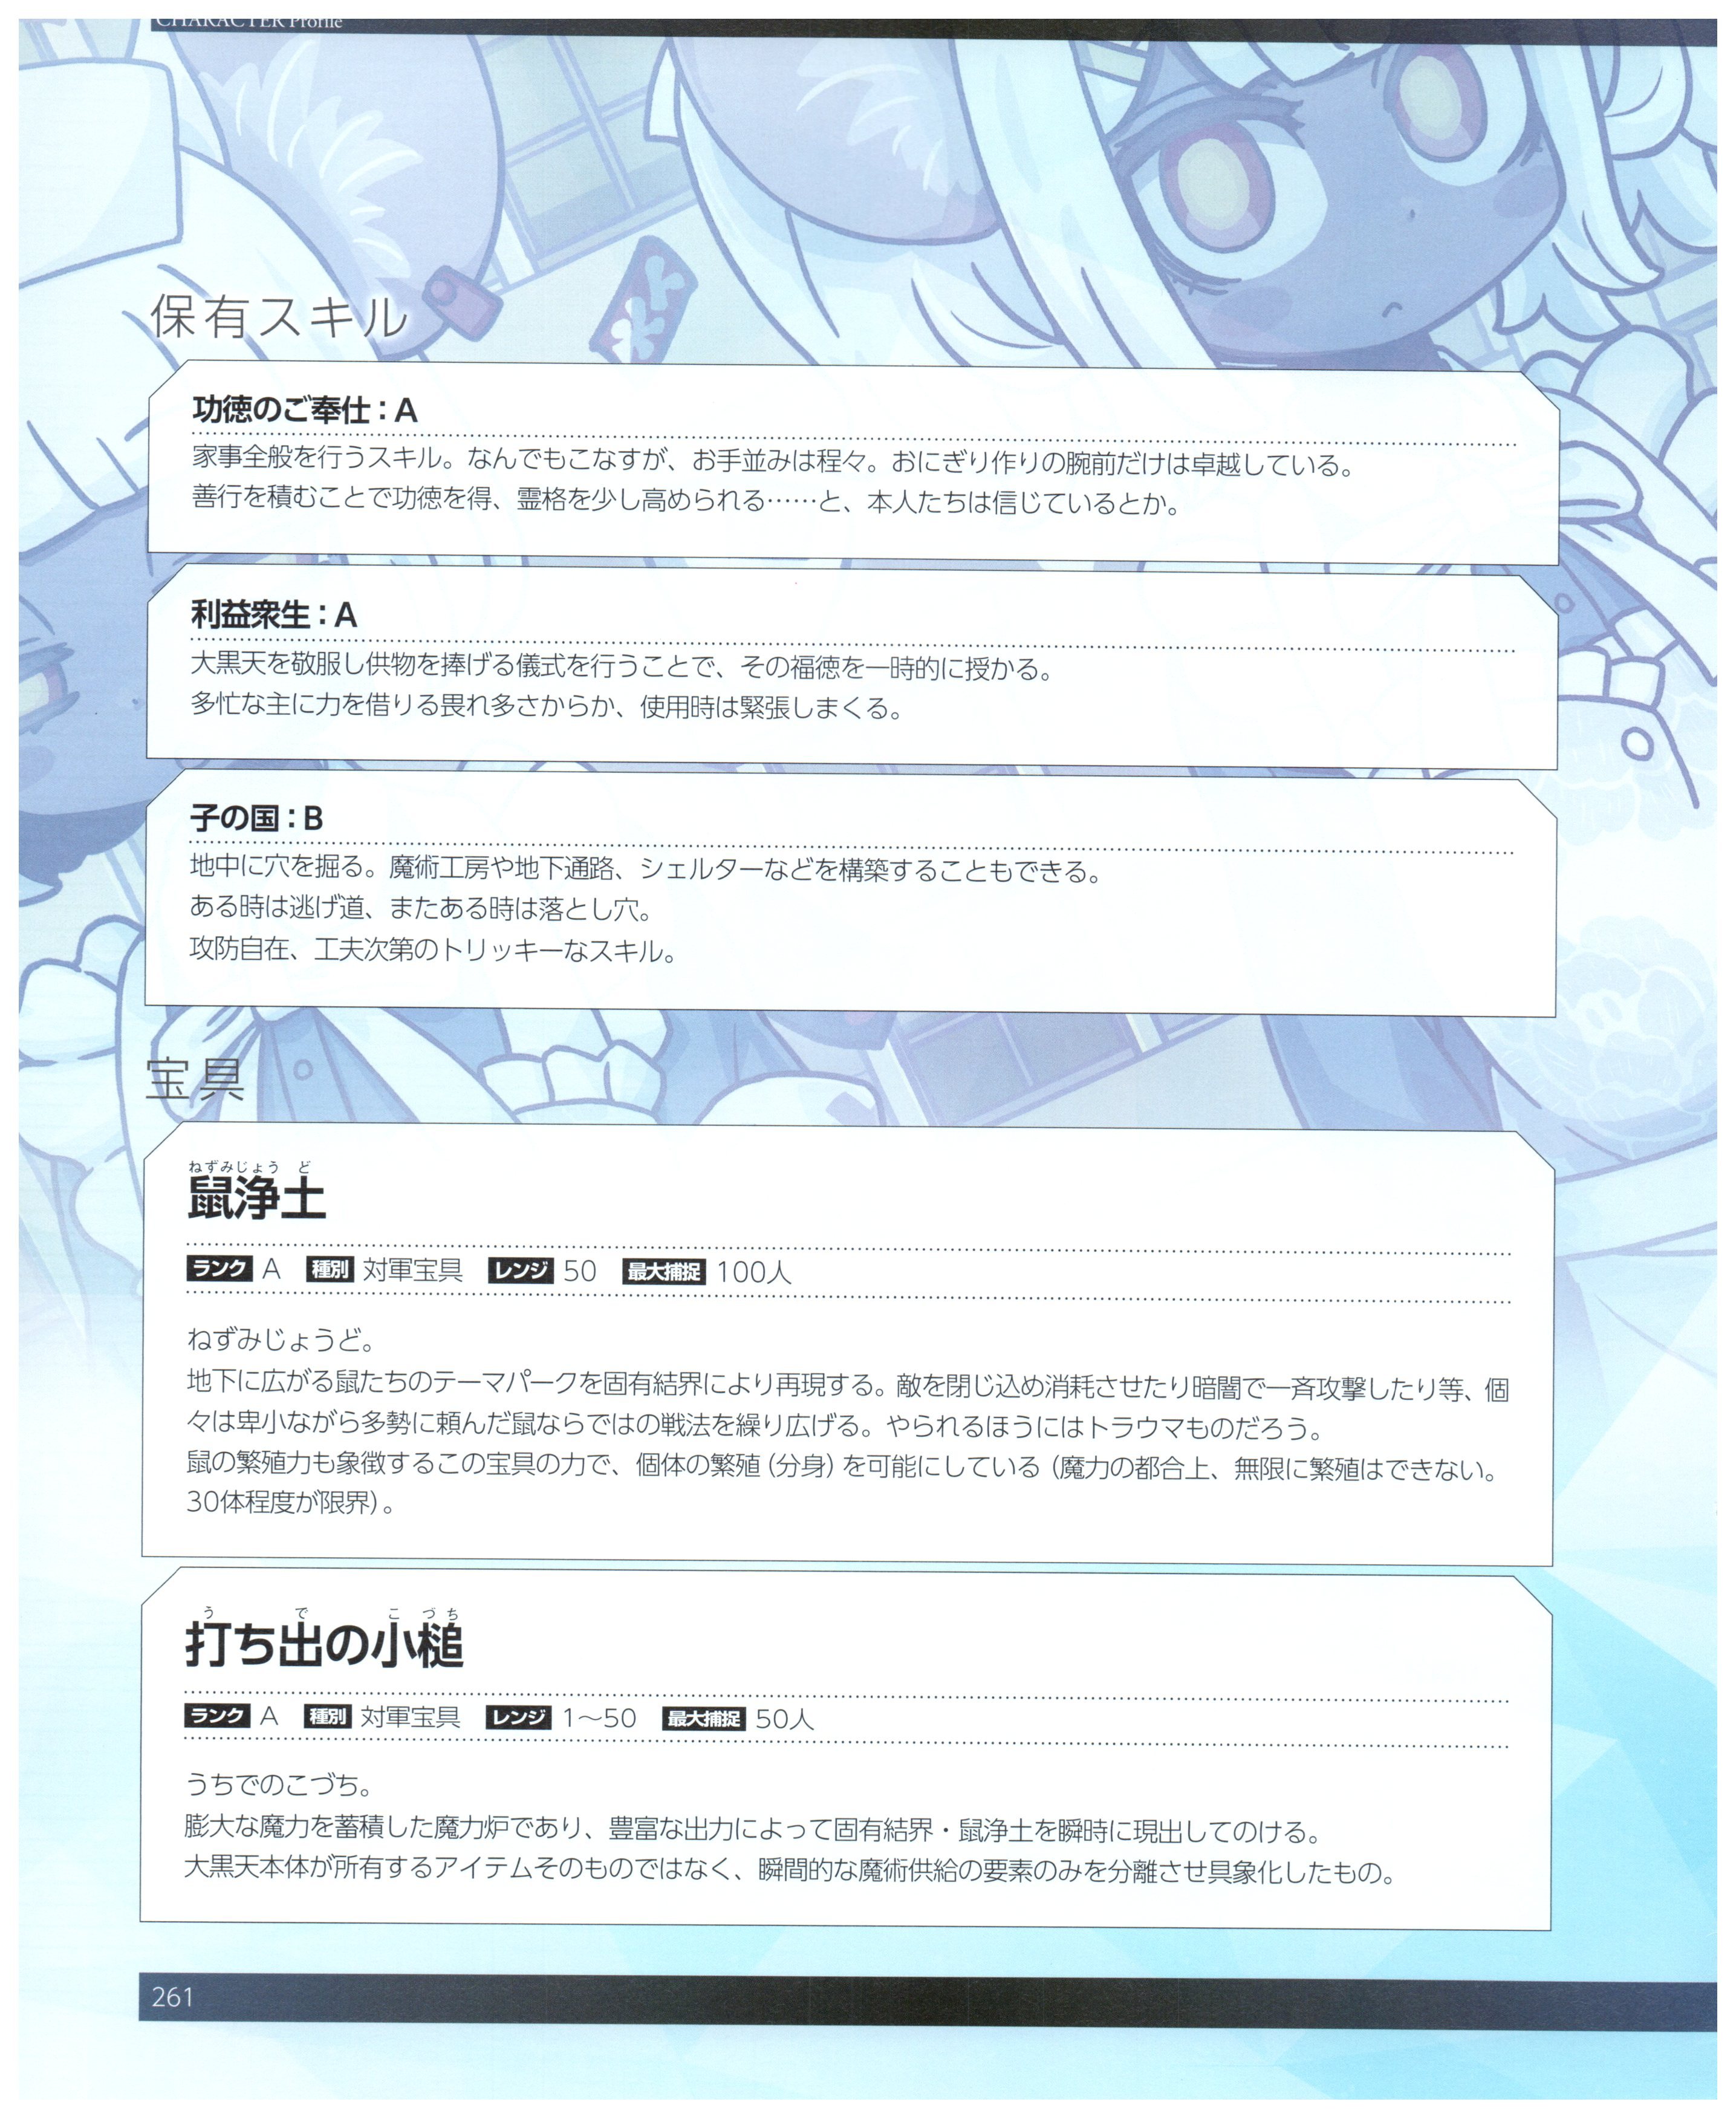 CHARACTER Profile
保有スキル
功徳のご奉仕：A
家事全般を行うスキル。なんでもこなすが、お手並みは程々。おにぎり作りの腕前だけは卓越している。
善行を積むことで功徳を得、霊格を少し高められる……と、本人たちは信じているとか。
利益衆生：A
大黒天を敬服し供物を捧げる儀式を行うことで、その福徳を一時的に授かる。
多忙な主に力を借りる畏れ多さからか、使用時は緊張しまくる。
子の国：B
地中に穴を掘る。魔術工房や地下通路、シェルターなどを構築することもできる。
ある時は逃げ道、またある時は落とし穴。
攻防自在、工夫次第のトリッキーなスキル。
宝具
ねずみじょうど
鼠浄土
ランク A 種別 対軍宝具 レンジ 50 最大捕捉 100人
ねずみじょうど。
地下に広がる鼠たちのテーマパークを固有結界により再現する。敵を閉じ込め消耗させたり暗闇で一斉攻撃したり等、個
々は卑小ながら多勢に頼んだ鼠ならではの戦法を繰り広げる。やられるほうにはトラウマものだろう。
鼠の繁殖力も象徴するこの宝具の力で、個体の繁殖（分身）を可能にしている（魔力の都合上、無限に繁殖はできない。
30体程度が限界）。
う で こづち
打ち出の小槌
ランク A 種別 対軍宝具 レンジ 1～50 最大捕捉 50人
うちでのこづち。
膨大な魔力を蓄積した魔力炉であり、豊富な出力によって固有結界・鼠浄土を瞬時に現出してのける。
大黒天本体が所有するアイテムそのものではなく、瞬間的な魔術供給の要素のみを分離させ具象化したもの。
261